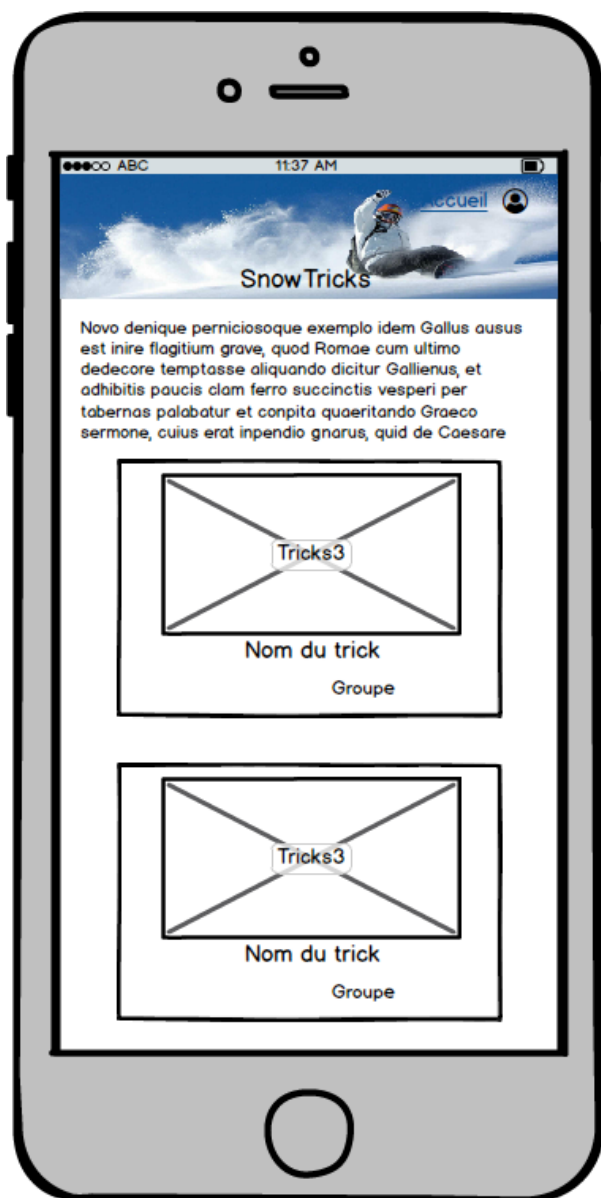 ABC
11:37 AM
Accueil
SnowTricks
Novo denique perniciosoque exemplo idem Gallus ausus
est inire flagitium grave, quod Romae cum ultimo
dedecore temptasse aliquando dicitur Gallienus, et
adhibitis paucis clam ferro succinctis vesperi per
tabernas palabatur et conpita quaeritando Graeco
sermone, cuius erat inpendio gnarus, quid de Caesare
Tricks3
Nom du trick
Groupe
Tricks3
Nom du trick
Groupe